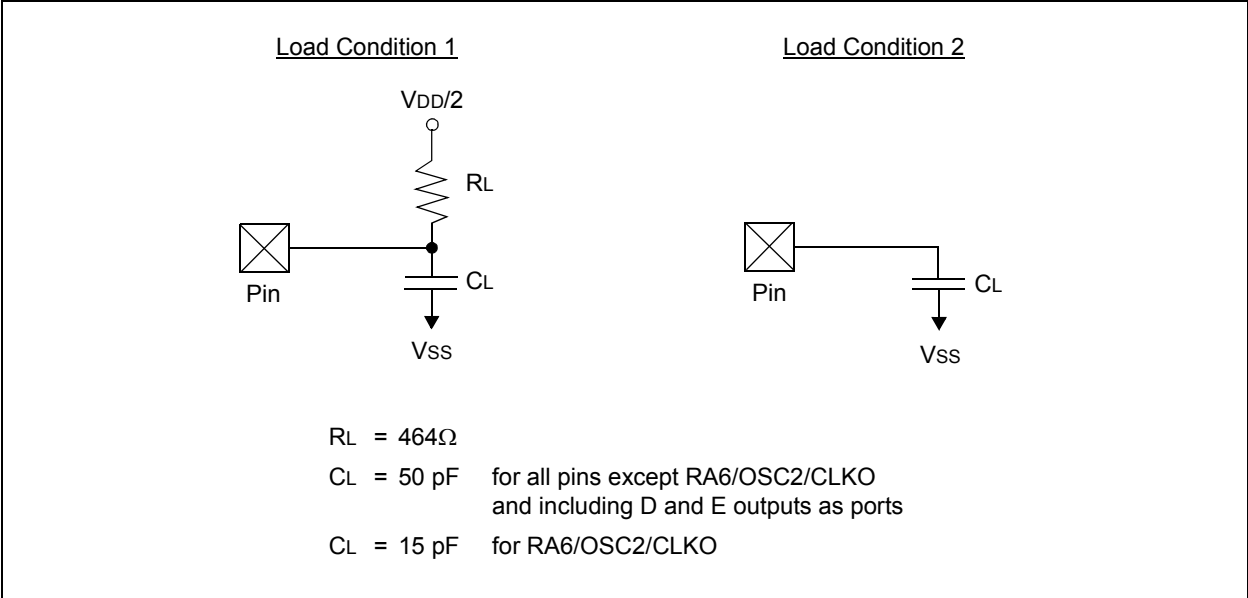 Load Condition 1
Load Condition 2
VDD/2
RL
Pin
CL
VSS
Pin
CL
VSS
RL = 464Ω
CL = 50 pF for all pins except RA6/OSC2/CLKO
and including D and E outputs as ports
CL = 15 pF for RA6/OSC2/CLKO